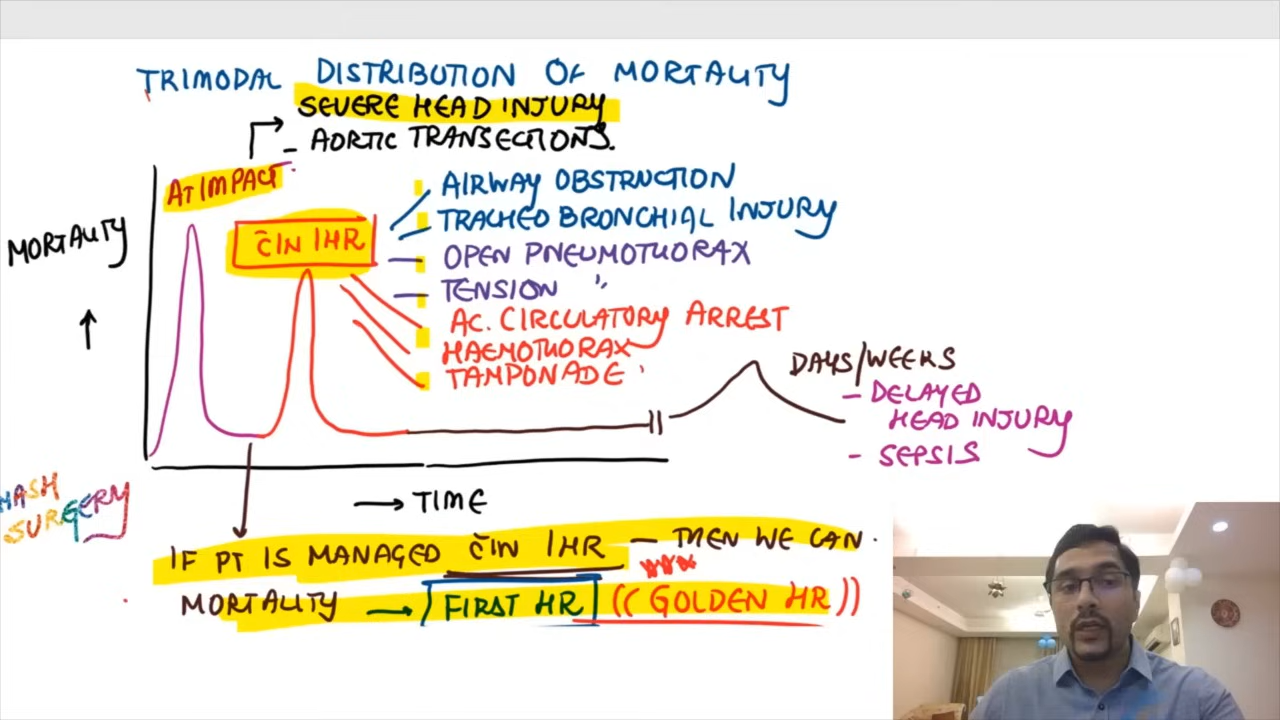 TRIMODAL DISTRIBUTION OF MORTALITY
SEVERE HEAD INJURY
- AORTIC TRANSECTIONS.
AT IMPACT
C̄IN 1HR
AIRWAY OBSTRUCTION
TRACHEO BRONCHIAL INJURY
OPEN PNEUMOTHORAX
TENSION "
AC. CIRCULATORY ARREST
HAEMOTHORAX
TAMPONADE
MORTALITY
DAYS/WEEKS
- DELAYED
HEAD INJURY
- SEPSIS
TIME
HASH
SURGERY
IF PT IS MANAGED C̄IN 1HR - THEN WE CAN.
MORTALITY → FIRST HR ((GOLDEN HR))